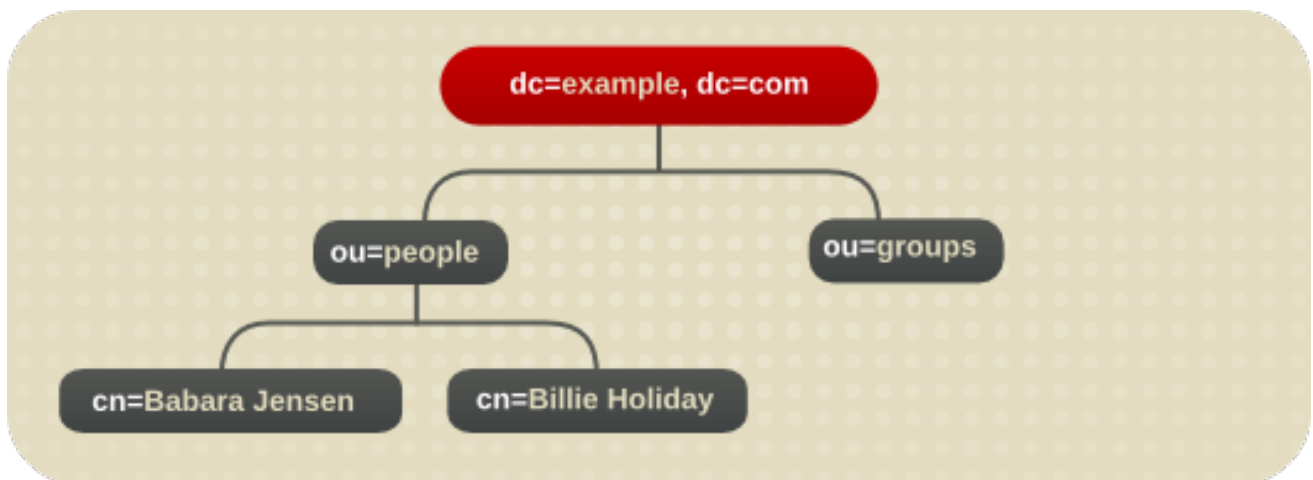 dc=example, dc=com
ou=people
ou=groups
cn=Babara Jensen
cn=Billie Holiday